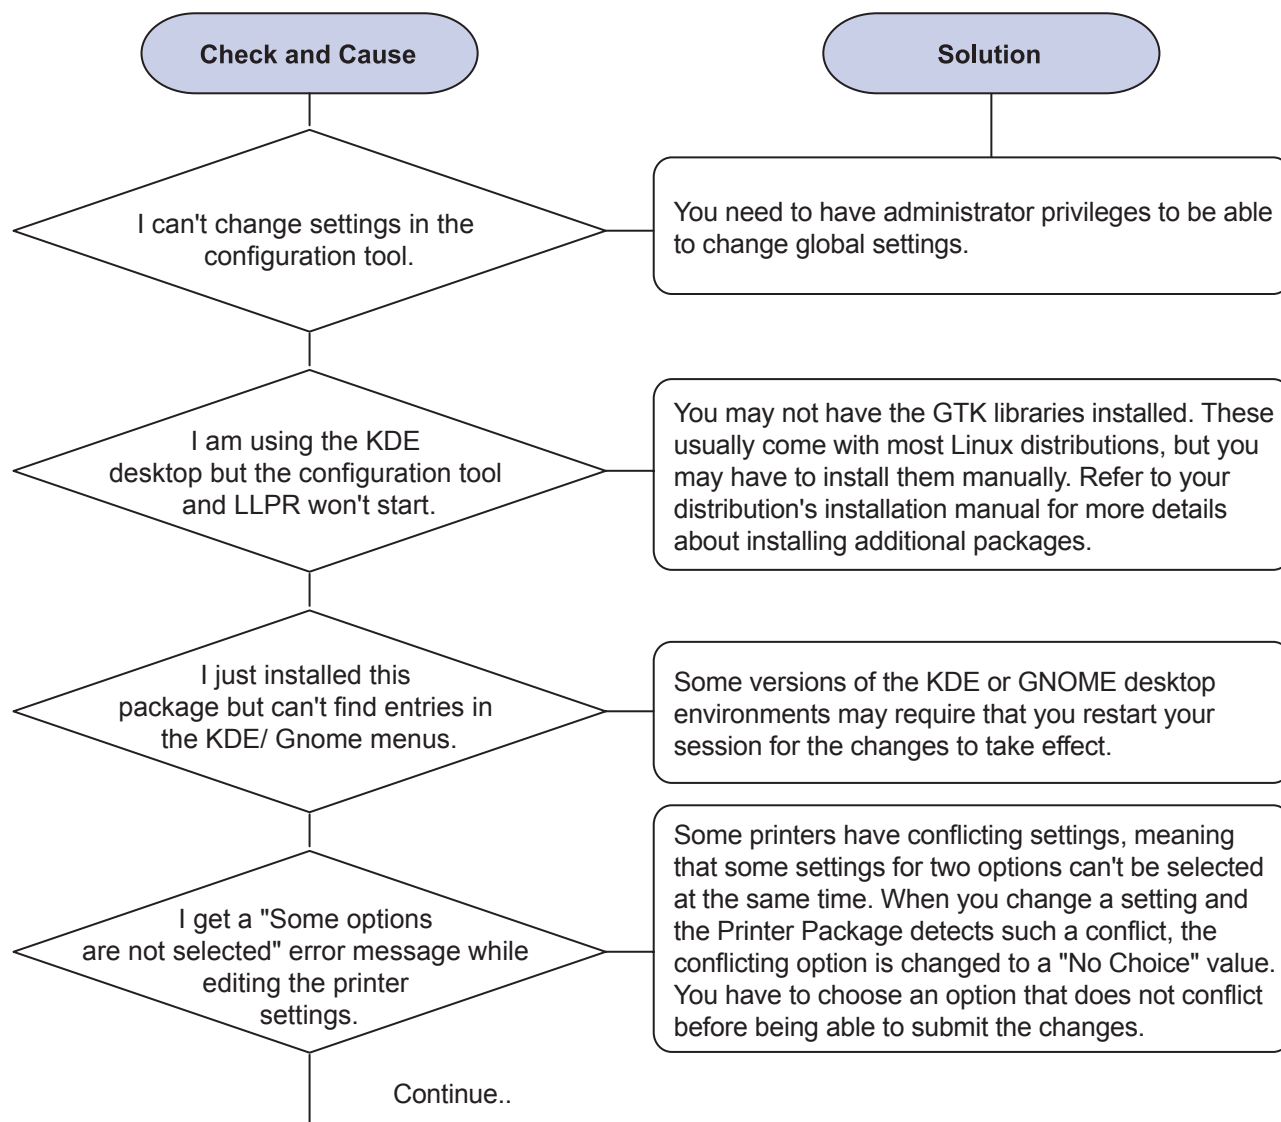 Check and Cause
Solution
I can't change settings in the
configuration tool.
You need to have administrator privileges to be able
to change global settings.
I am using the KDE
desktop but the configuration tool
and LLPR won't start.
You may not have the GTK libraries installed. These
usually come with most Linux distributions, but you
may have to install them manually. Refer to your
distribution's installation manual for more details
about installing additional packages.
I just installed this
package but can't find entries in
the KDE/ Gnome menus.
Some versions of the KDE or GNOME desktop
environments may require that you restart your
session for the changes to take effect.
I get a "Some options
are not selected" error message while
editing the printer
settings.
Some printers have conflicting settings, meaning
that some settings for two options can't be selected
at the same time. When you change a setting and
the Printer Package detects such a conflict, the
conflicting option is changed to a "No Choice" value.
You have to choose an option that does not conflict
before being able to submit the changes.
Continue..